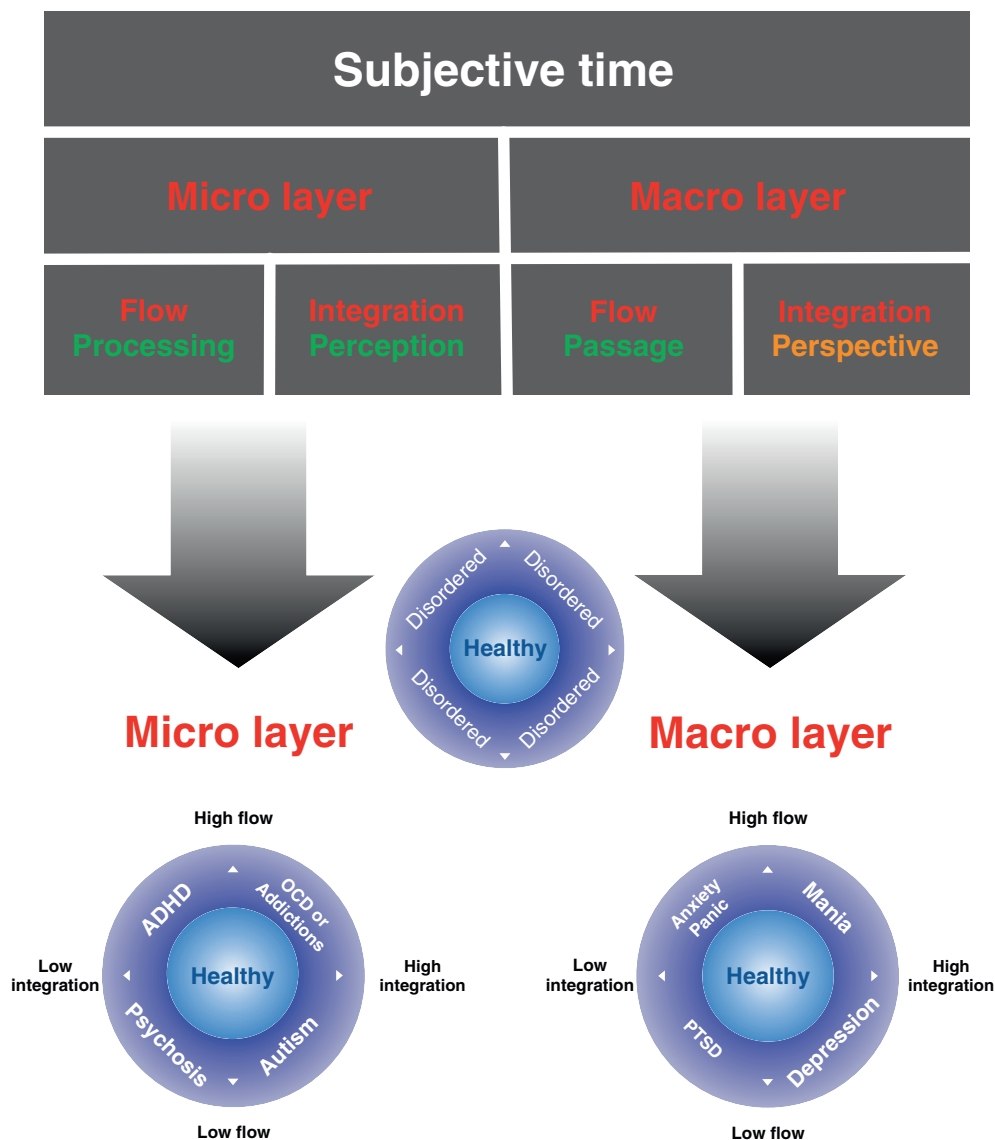 Subjective time
Micro layer
Macro layer
Flow
Processing
Integration
Perception
Flow
Passage
Integration
Perspective
Disordered
Disordered
Healthy
Disordered
Disordered
Micro layer
Macro layer
High flow
ADHD
OCD or
Addictions
Low
integration
Healthy
High
integration
Psychosis
Autism
Low flow
High flow
Anxiety
Panic
Mania
Low
integration
Healthy
High
integration
PTSD
Depression
Low flow